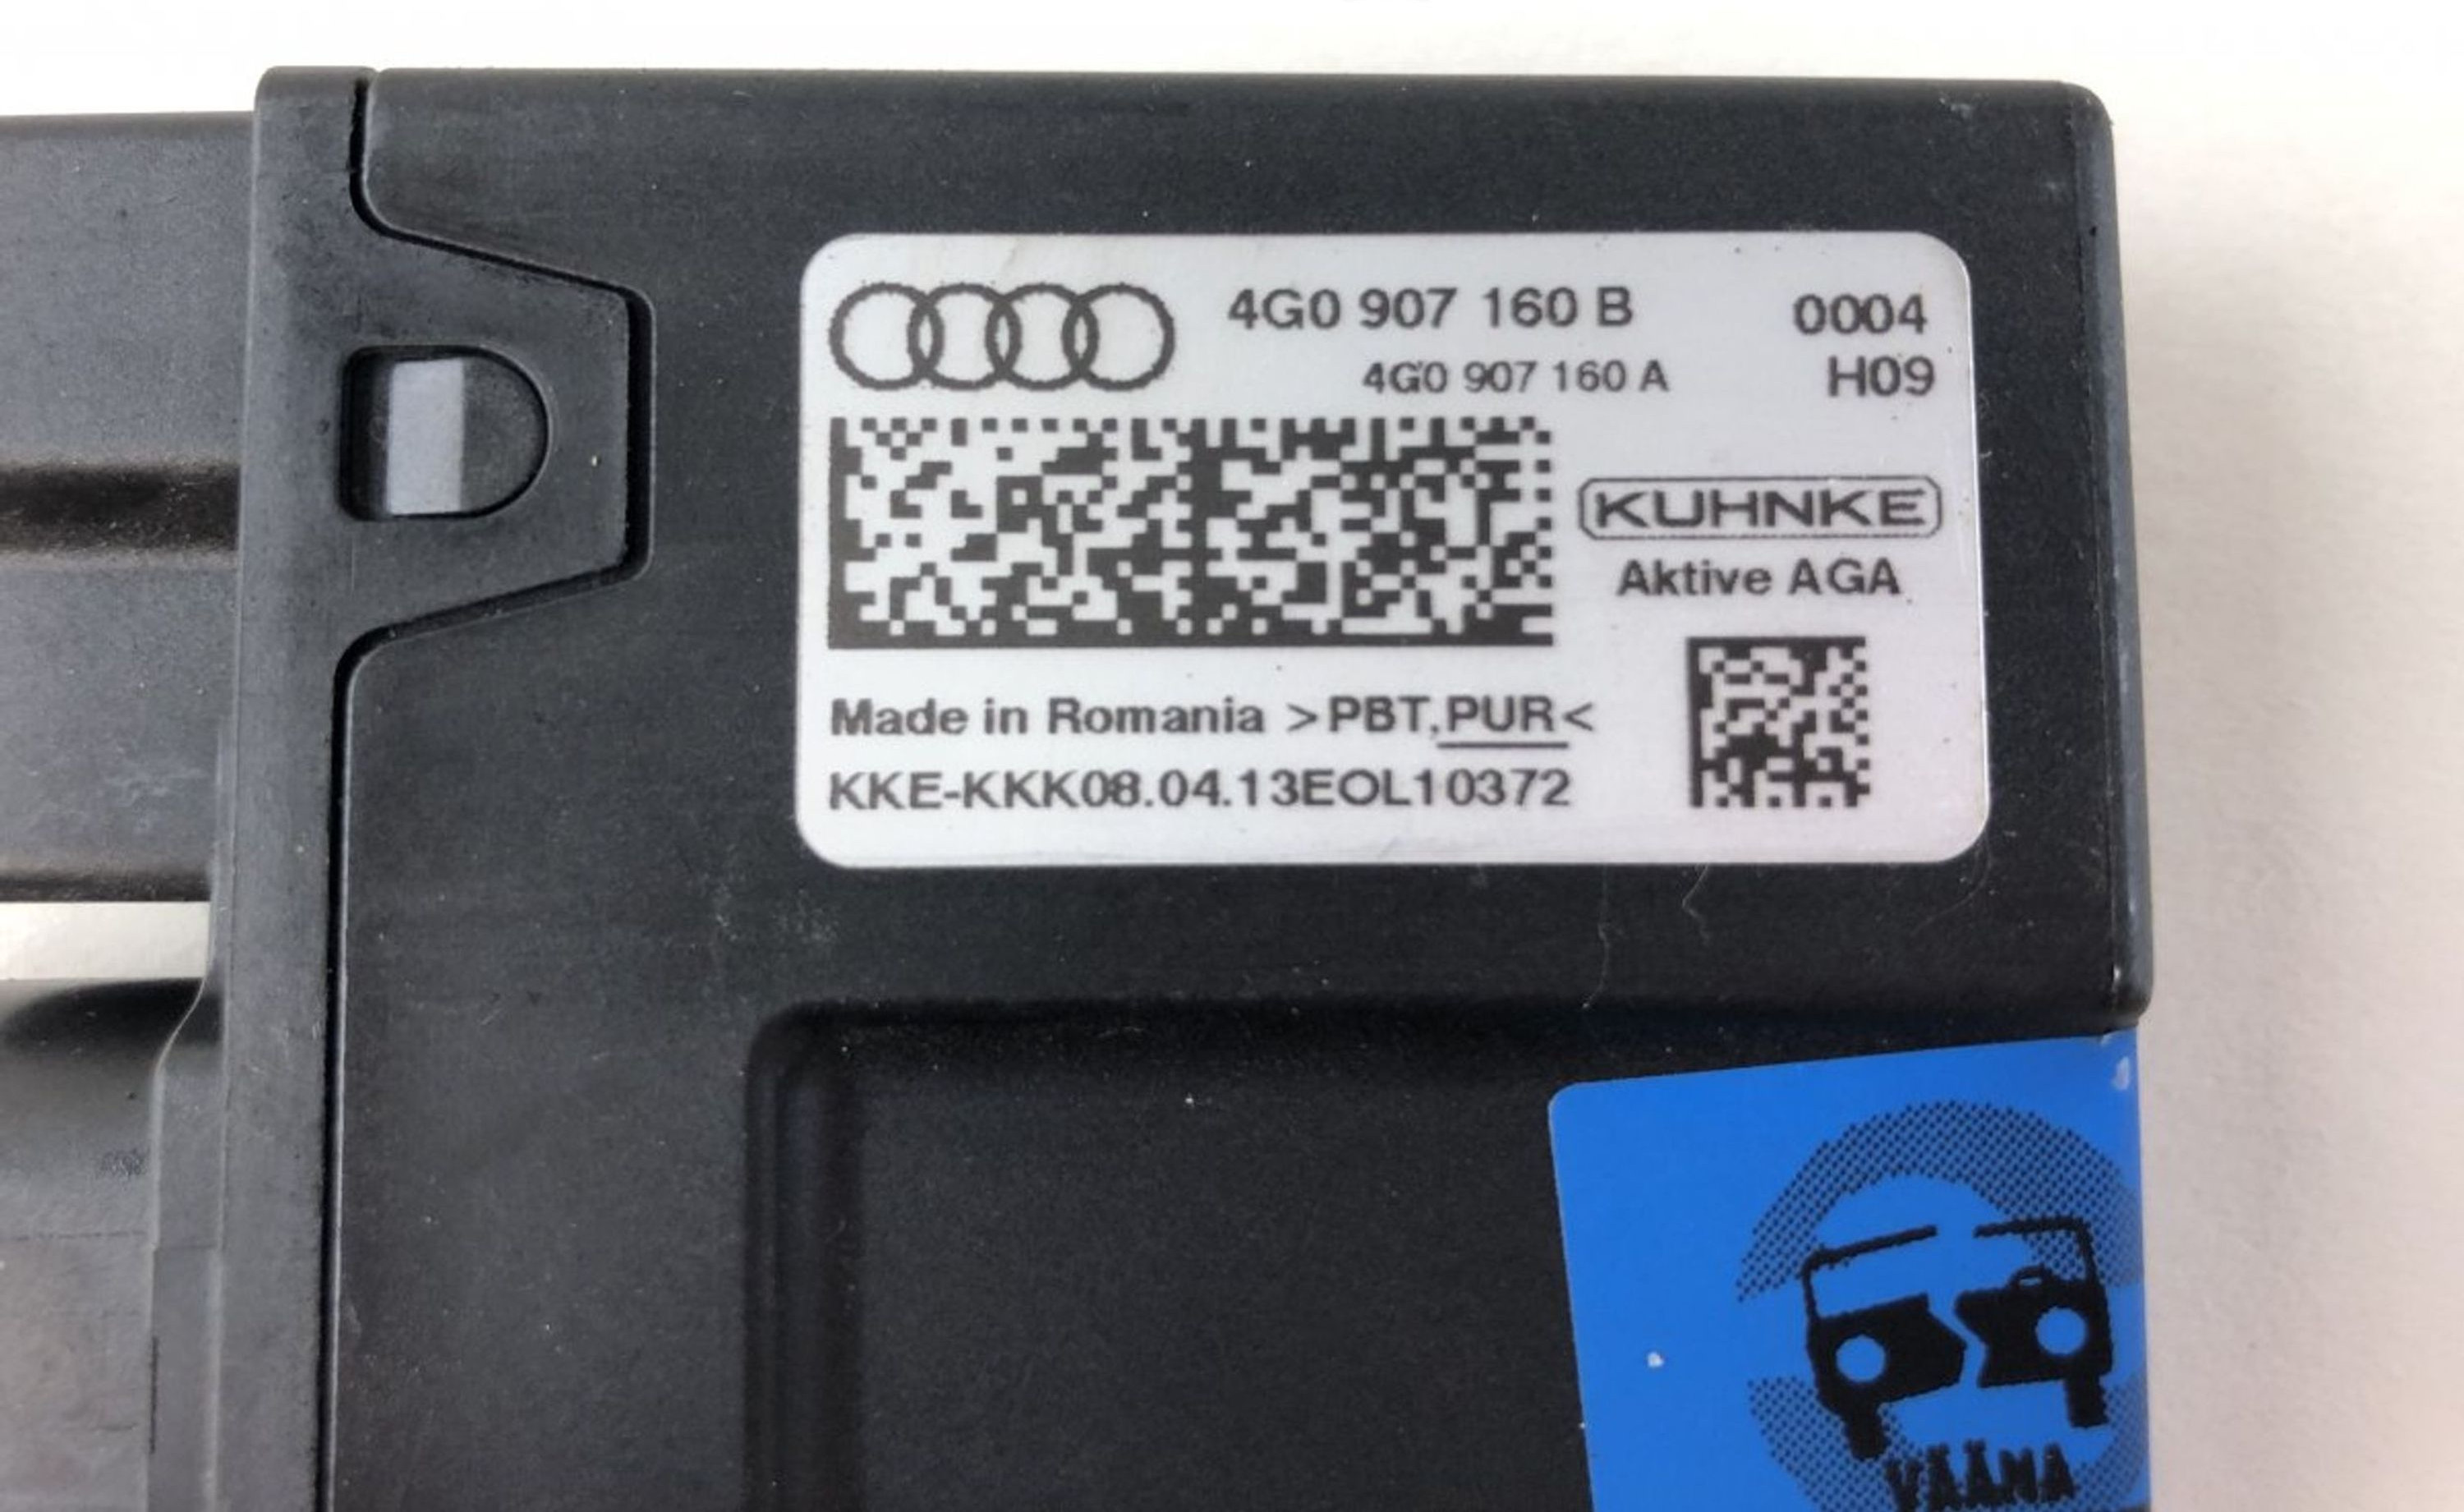 4G0 907 160 B 0004
4G0 907 160 A H09
KUHNKE
Aktive AGA
Made in Romania >PBT,PUR<
KKE-KKK08.04.13EOL10372
VÄÄNA